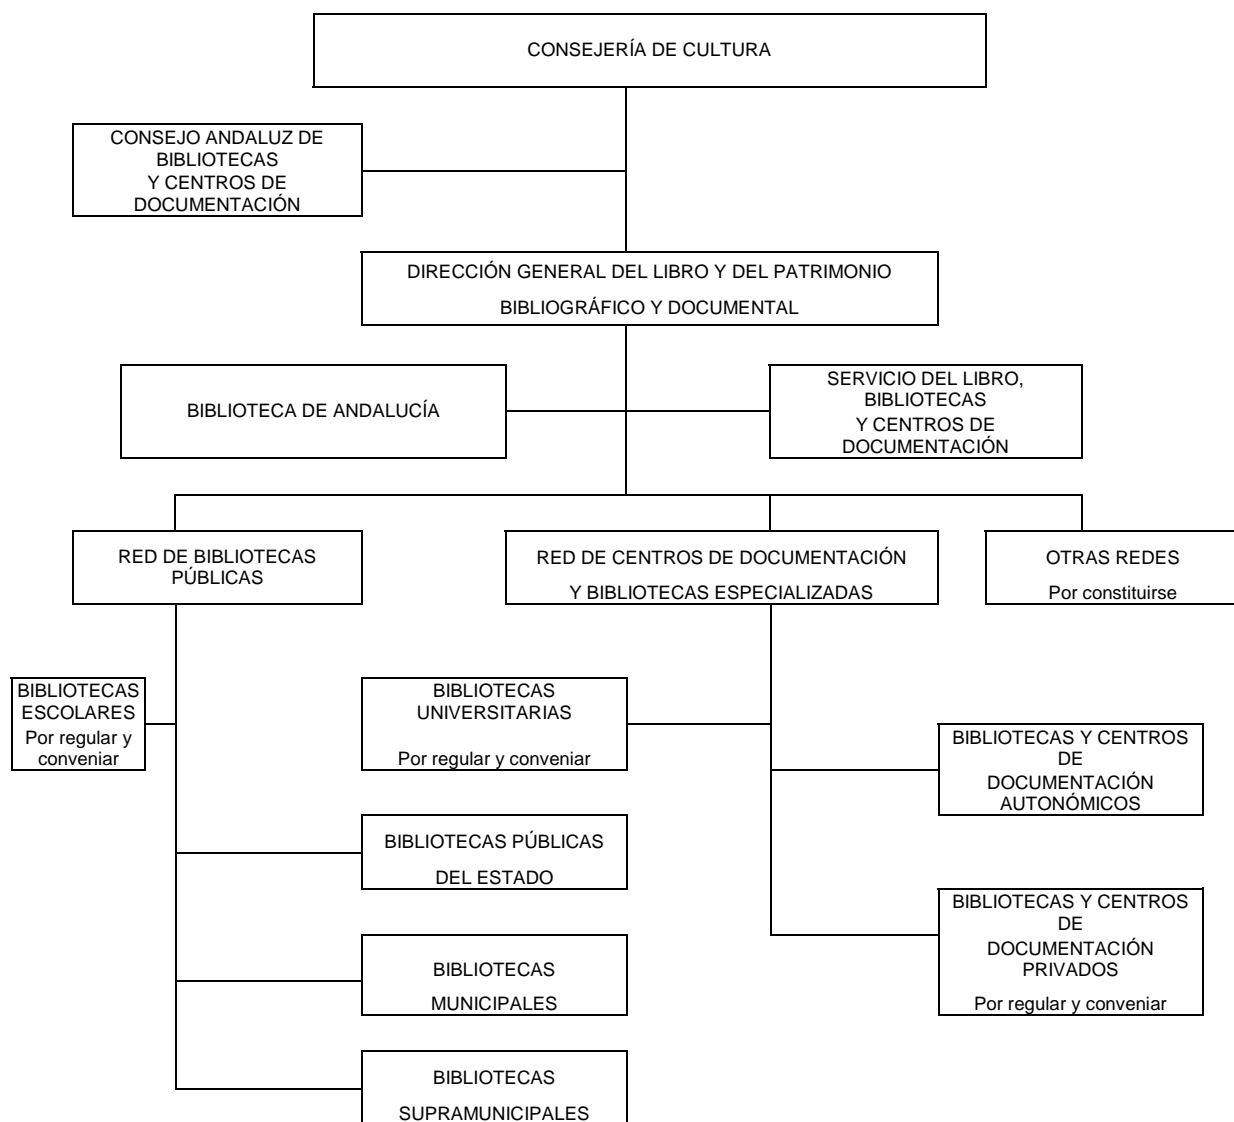 CONSEJERÍA DE CULTURA
CONSEJO ANDALUZ DE
BIBLIOTECAS
Y CENTROS DE
DOCUMENTACIÓN
DIRECCIÓN GENERAL DEL LIBRO Y DEL PATRIMONIO
BIBLIOGRÁFICO Y DOCUMENTAL
BIBLIOTECA DE ANDALUCÍA
SERVICIO DEL LIBRO,
BIBLIOTECAS
Y CENTROS DE
DOCUMENTACIÓN
RED DE BIBLIOTECAS
PÚBLICAS
RED DE CENTROS DE DOCUMENTACIÓN
Y BIBLIOTECAS ESPECIALIZADAS
OTRAS REDES
Por constituirse
BIBLIOTECAS
ESCOLARES
Por regular y
conveniar
BIBLIOTECAS
UNIVERSITARIAS
Por regular y conveniar
BIBLIOTECAS Y CENTROS
DE
DOCUMENTACIÓN
AUTONÓMICOS
BIBLIOTECAS PÚBLICAS
DEL ESTADO
BIBLIOTECAS Y CENTROS
DE
DOCUMENTACIÓN
PRIVADOS
Por regular y conveniar
BIBLIOTECAS
MUNICIPALES
BIBLIOTECAS
SUPRAMUNICIPALES